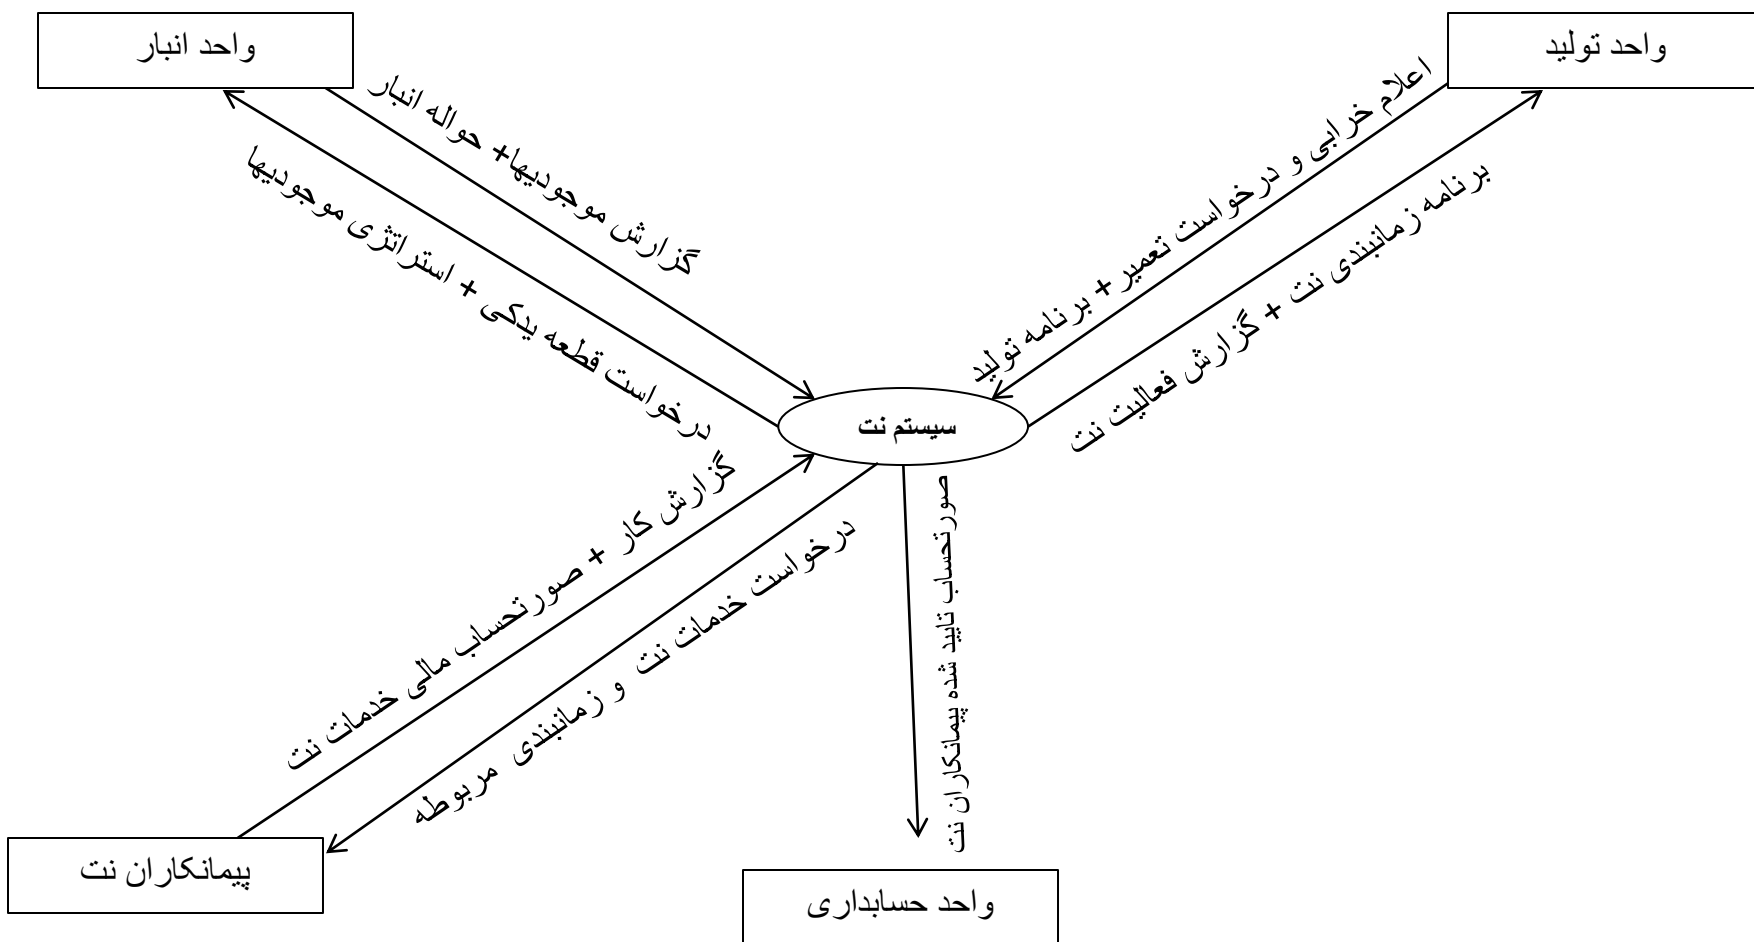 واحد تولید
واحد انبار
اعلام خرابی و درخواست تعمیر + برنامه تولید
برنامه زمانبندی نت + گزارش فعالیت نت
گزارش موجودیها+ حواله انبار
درخواست قطعه یدکی + استراتژی موجودیها
سیستم نت
گزارش کار + صورتحساب مالی خدمات نت
درخواست خدمات نت و زمانبندی مربوطه
صورتحساب تایید شده پیمانکاران نت
پیمانکاران نت
واحد حسابداری